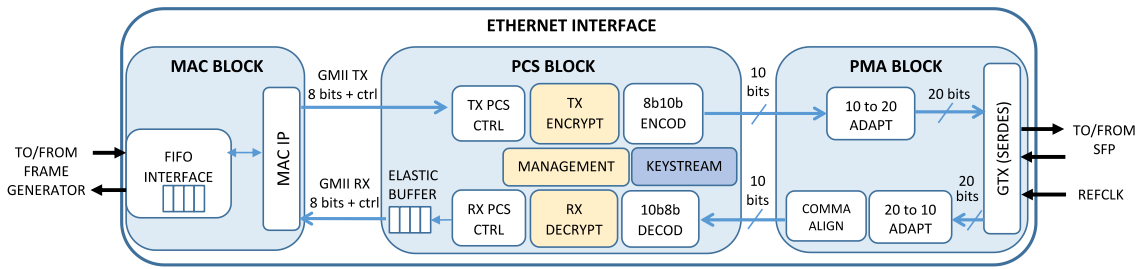 ETHERNET INTERFACE
MAC BLOCK
PCS BLOCK
PMA BLOCK
GMII TX
8 bits + ctrl
TX PCS
CTRL
TX
ENCRYPT
8b10b
ENCOD
10
bits
10 to 20
ADAPT
20 bits
GTX (SERDES)
TO/FROM
SFP
REFCLK
TO/FROM
FRAME
GENERATOR
FIFO
INTERFACE
MAC IP
MANAGEMENT
KEYSTREAM
GMII RX
8 bits + ctrl
ELASTIC
BUFFER
RX PCS
CTRL
RX
DECRYPT
10b8b
DECOD
10
bits
COMMA
ALIGN
20 to 10
ADAPT
20
bits